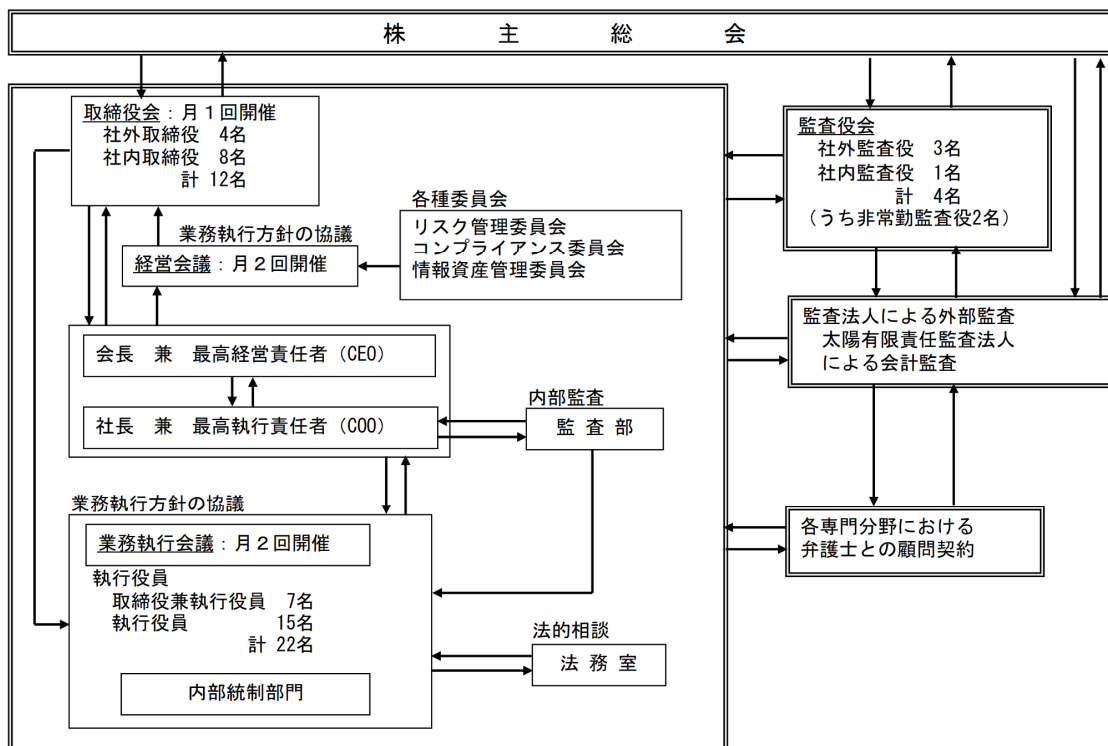 株主総会
取締役会：月１回開催
社外取締役 4名
社内取締役 8名
計 12名
業務執行方針の協議
経営会議：月２回開催
各種委員会
リスク管理委員会
コンプライアンス委員会
情報資産管理委員会
会長 兼 最高経営責任者（CEO）
社長 兼 最高執行責任者（COO）
内部監査
監査部
業務執行方針の協議
業務執行会議：月２回開催
執行役員
取締役兼執行役員 7名
執行役員 15名
計 22名
内部統制部門
法的相談
法務室
監査役会
社外監査役 3名
社内監査役 1名
計 4名
（うち非常勤監査役2名）
監査法人による外部監査
太陽有限責任監査法人
による会計監査
各専門分野における
弁護士との顧問契約